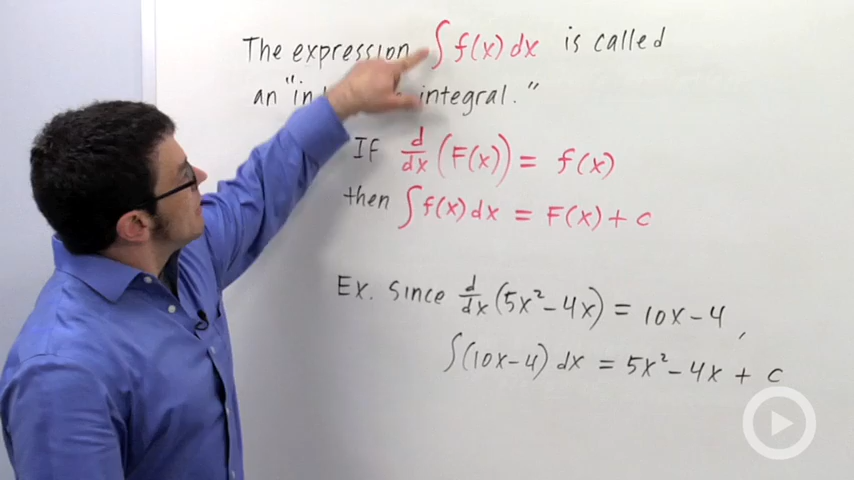 The expression ∫ f(x) dx is called
an "in integral."
If d/dx (F(x)) = f(x)
then ∫ f(x) dx = F(x) + c
Ex. Since d/dx (5x² - 4x) = 10x - 4,
∫(10x - 4) dx = 5x² - 4x + c